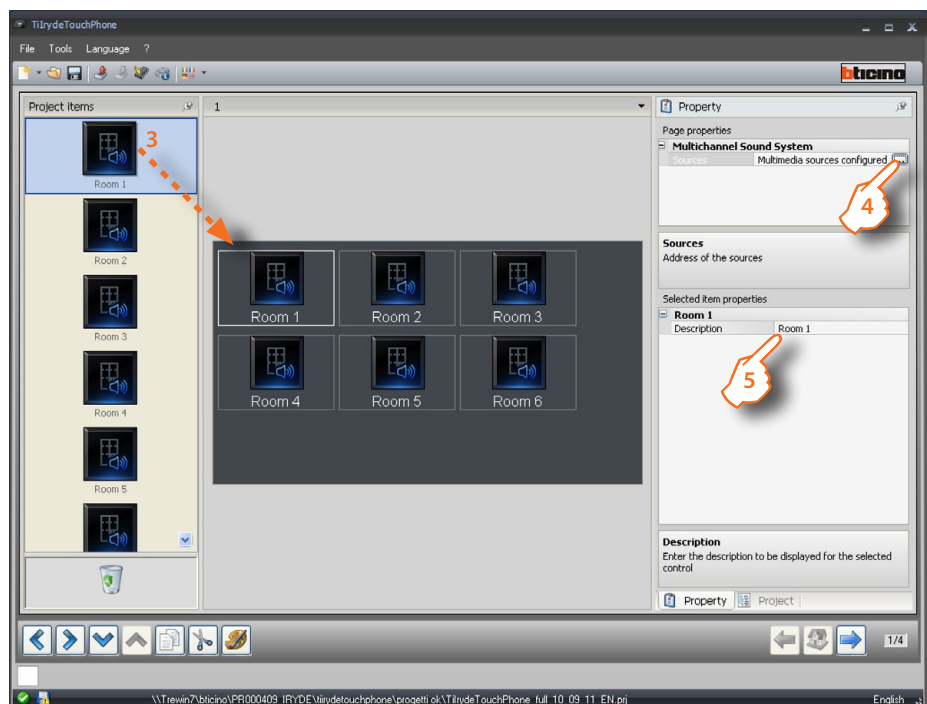 TiIrydeTouchPhone
File Tools Language ?
bticino
Project items
1
Property
Room 1
Room 2
Room 3
Room 4
Room 5
3
Room 1 Room 2 Room 3
Room 4 Room 5 Room 6
Page properties
Multichannel Sound System
Sources Multimedia sources configured ...
4
Sources
Address of the sources
Selected item properties
Room 1
Description Room 1
5
Description
Enter the description to be displayed for the selected
control
Property Project
1/4
\\Trewin7\bticino\PR000409_IRYDE\tiirydetouchphone\progetti ok\TiIrydeTouchPhone_full_10_09_11_EN.prj
English